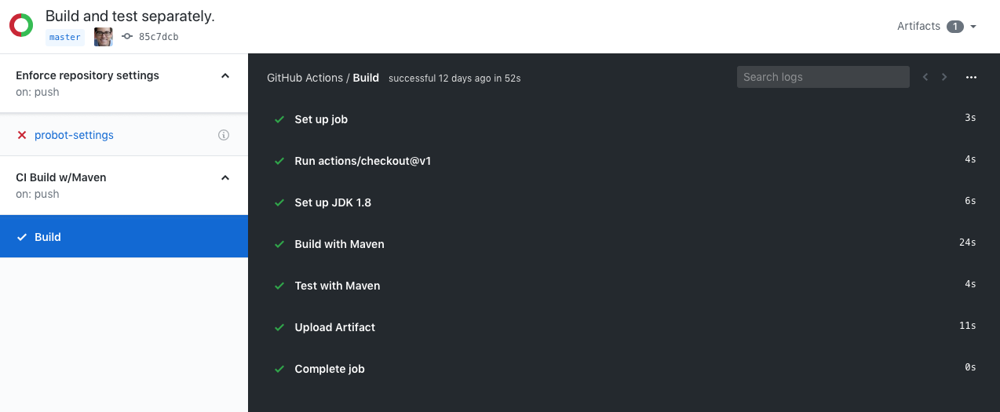 Build and test separately.
master 85c7dcb
Artifacts 1
Enforce repository settings
on: push
probot-settings
CI Build w/Maven
on: push
Build
GitHub Actions / Build successful 12 days ago in 52s
Search logs
Set up job 3s
Run actions/checkout@v1 4s
Set up JDK 1.8 6s
Build with Maven 24s
Test with Maven 4s
Upload Artifact 11s
Complete job 0s